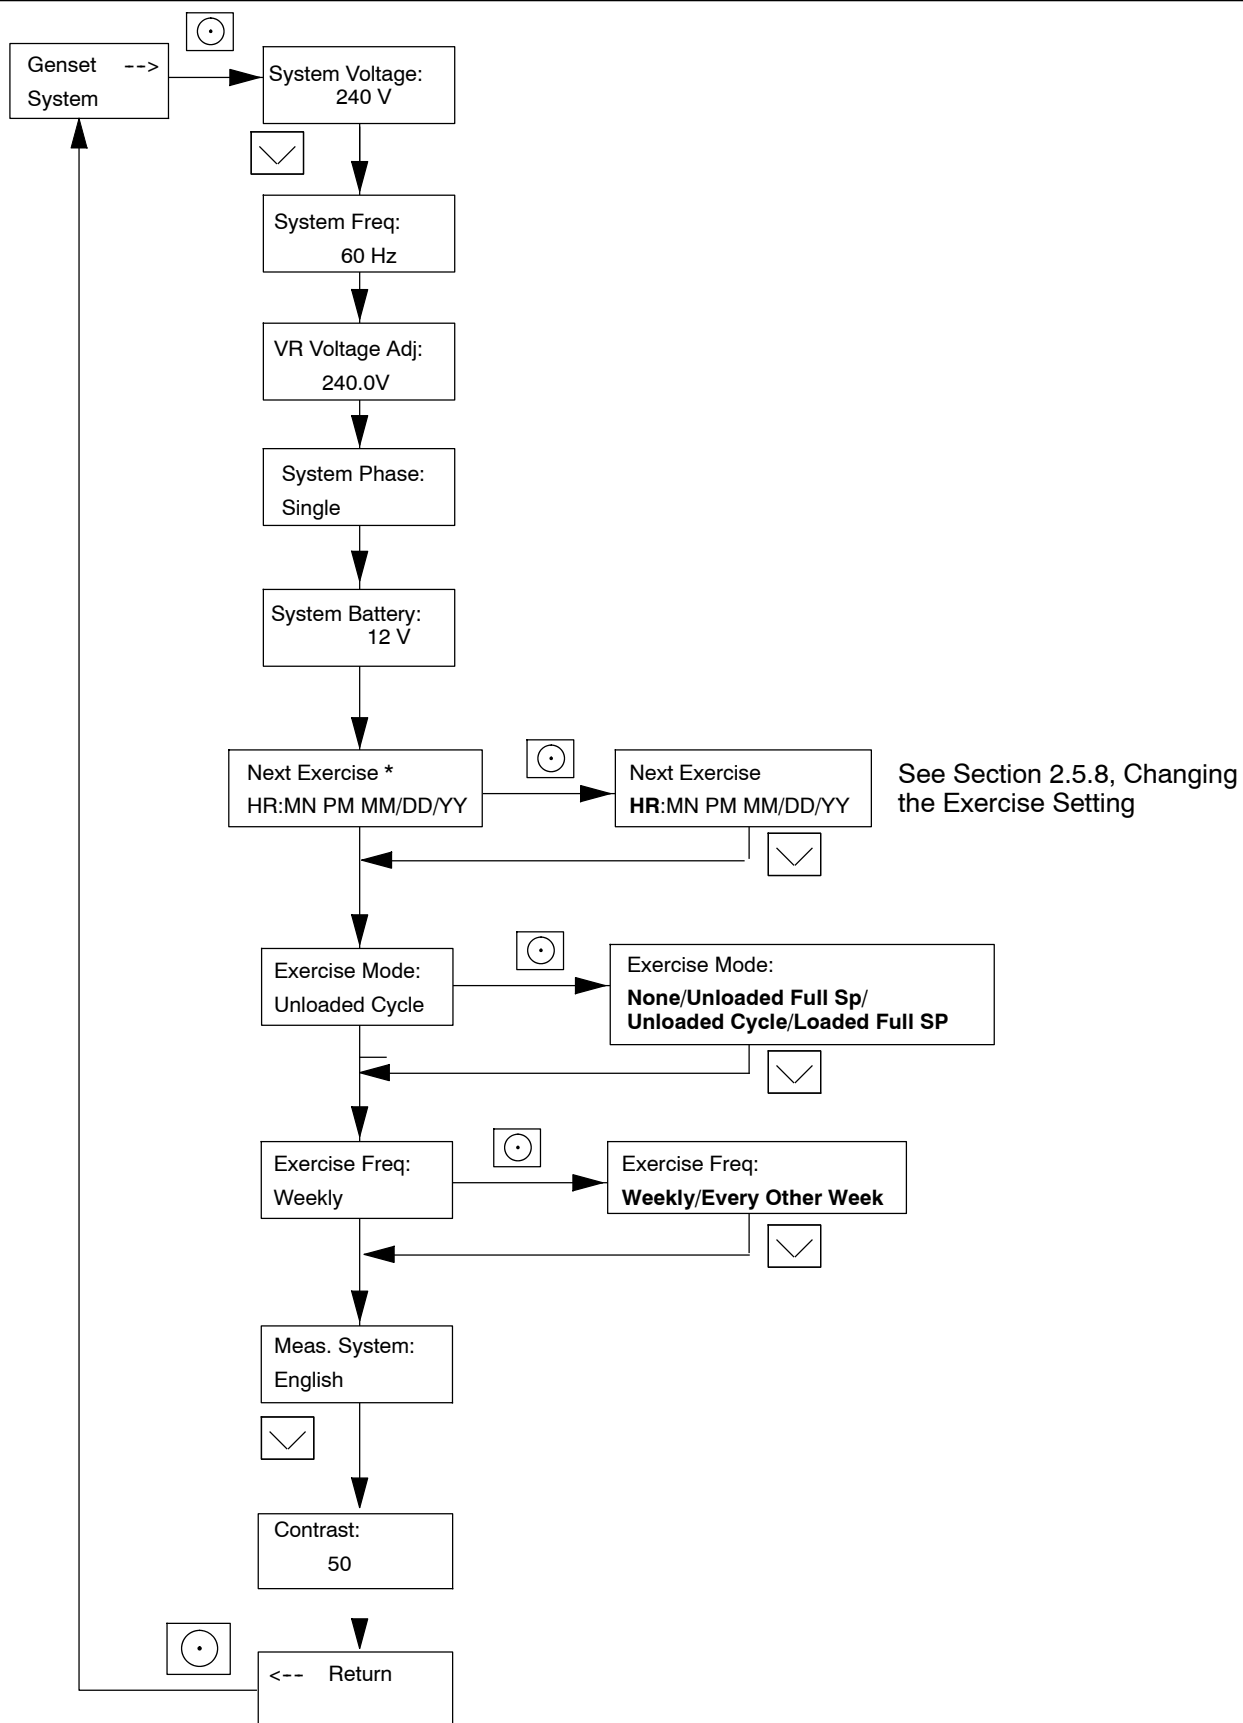 Genset -->
System
System Voltage:
240 V
System Freq:
60 Hz
VR Voltage Adj:
240.0V
System Phase:
Single
System Battery:
12 V
Next Exercise *
HR:MN PM MM/DD/YY
Next Exercise
HR:MN PM MM/DD/YY
See Section 2.5.8, Changing
the Exercise Setting
Exercise Mode:
Unloaded Cycle
Exercise Mode:
None/Unloaded Full Sp/
Unloaded Cycle/Loaded Full SP
Exercise Freq:
Weekly
Exercise Freq:
Weekly/Every Other Week
Meas. System:
English
Contrast:
50
<-- Return